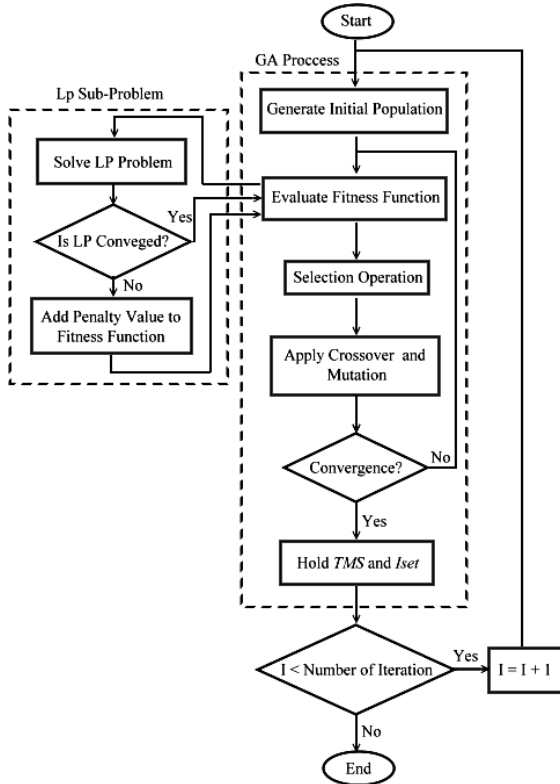 Start
GA Proccess
Generate Initial Population
Lp Sub-Problem
Solve LP Problem
Evaluate Fitness Function
Yes
Is LP Conveged?
No
Selection Operation
Add Penalty Value to
Fitness Function
Apply Crossover and
Mutation
Convergence?
No
Yes
Hold TMS and Iset
I < Number of Iteration
Yes
I = I + 1
No
End